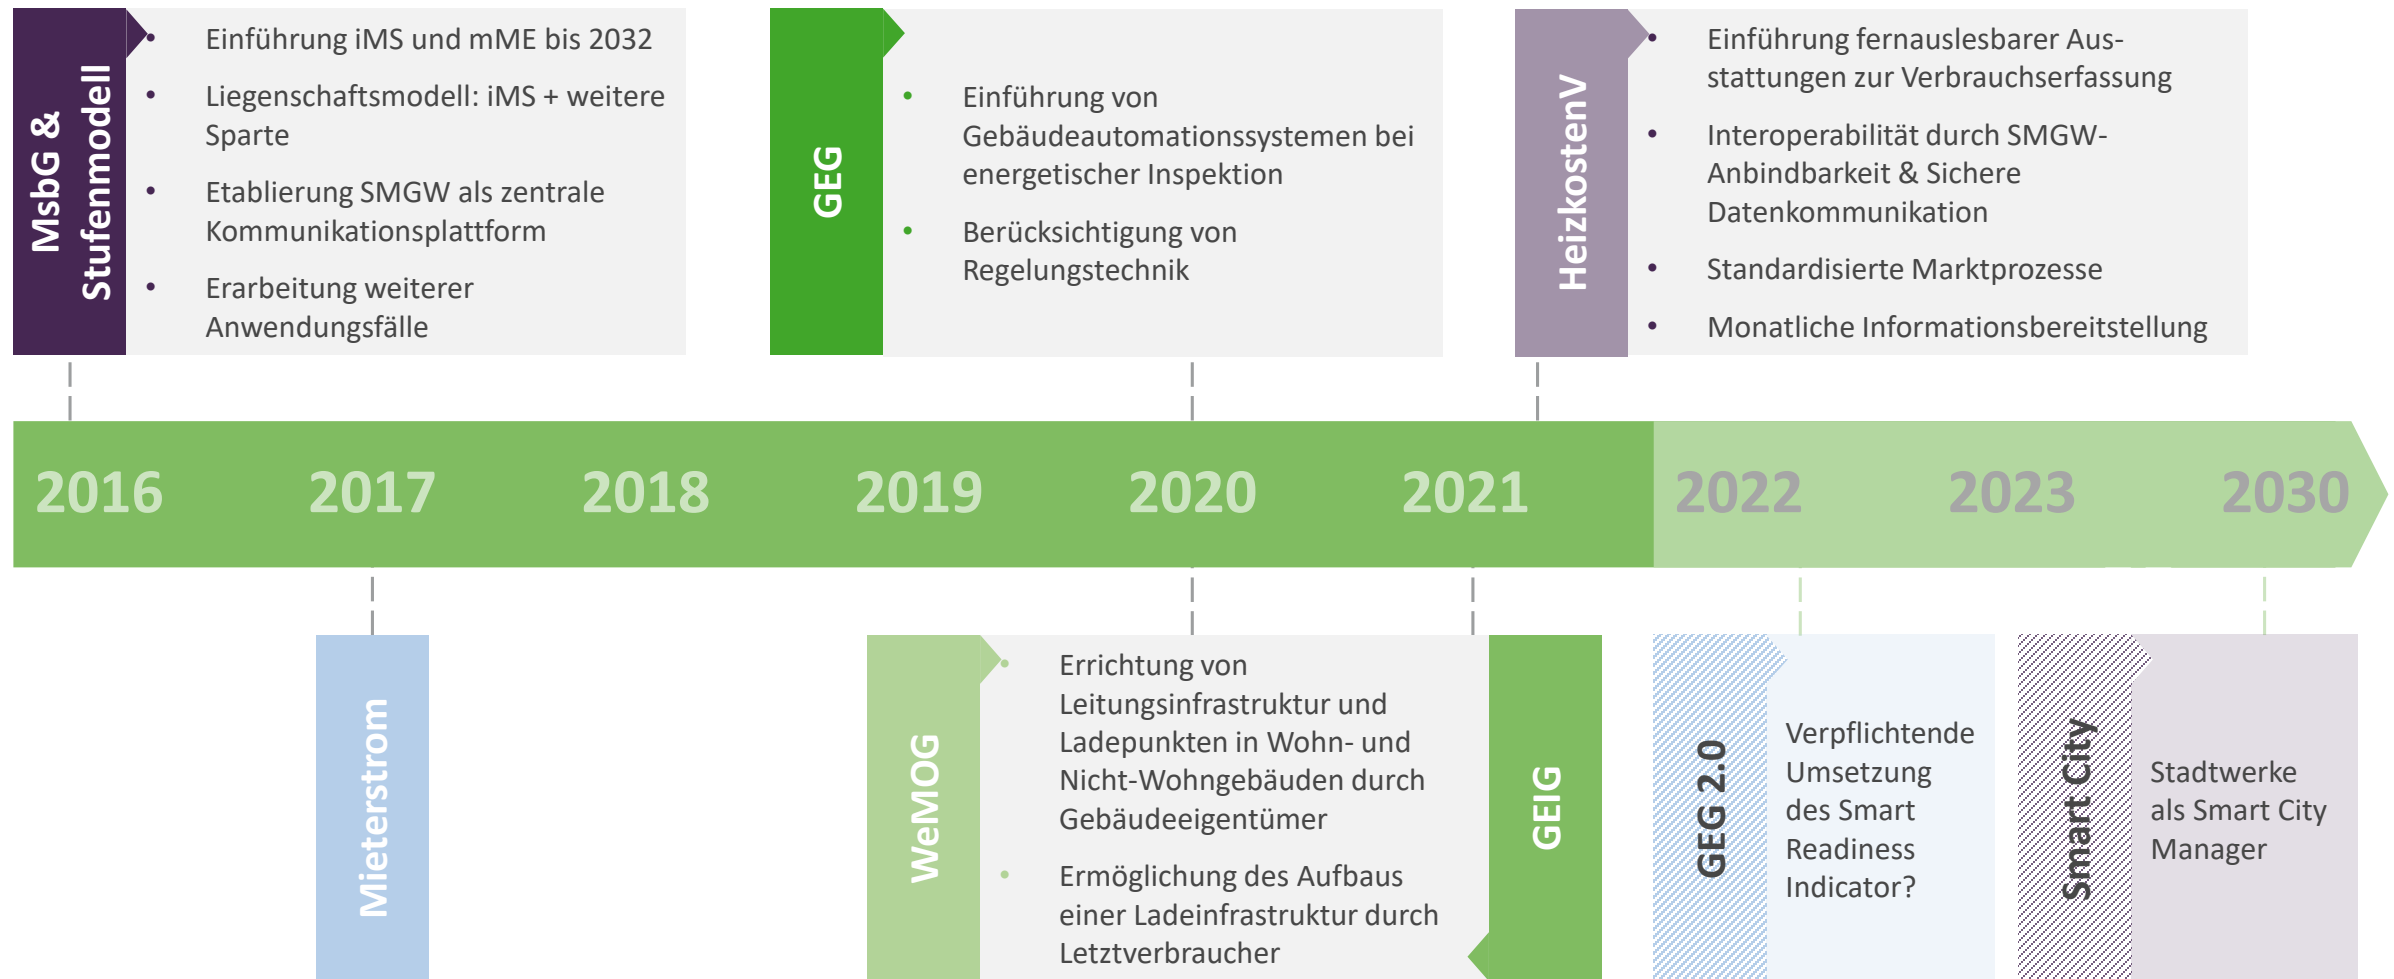 MsbG &
Stufenmodell
• Einführung iMS und mME bis 2032
• Liegenschaftsmodell: iMS + weitere
Sparte
• Etablierung SMGW als zentrale
Kommunikationsplattform
• Erarbeitung weiterer
Anwendungsfälle
GEG
• Einführung von
Gebäudeautomationssystemen bei
energetischer Inspektion
• Berücksichtigung von
Regelungstechnik
HeizkostenV
• Einführung fernauslesbarer Aus-
stattungen zur Verbrauchserfassung
• Interoperabilität durch SMGW-
Anbindbarkeit & Sichere
Datenkommunikation
• Standardisierte Marktprozesse
• Monatliche Informationsbereitstellung
2016 2017 2018 2019 2020 2021 2022 2023 2030
Mieterstrom
WeMOG
• Errichtung von
Leitungsinfrastruktur und
Ladepunkten in Wohn- und
Nicht-Wohngebäuden durch
Gebäudeeigentümer
• Ermöglichung des Aufbaus
einer Ladeinfrastruktur durch
Letztverbraucher
GEIG
GEG 2.0
Verpflichtende
Umsetzung
des Smart
Readiness
Indicator?
Smart City
Stadtwerke
als Smart City
Manager